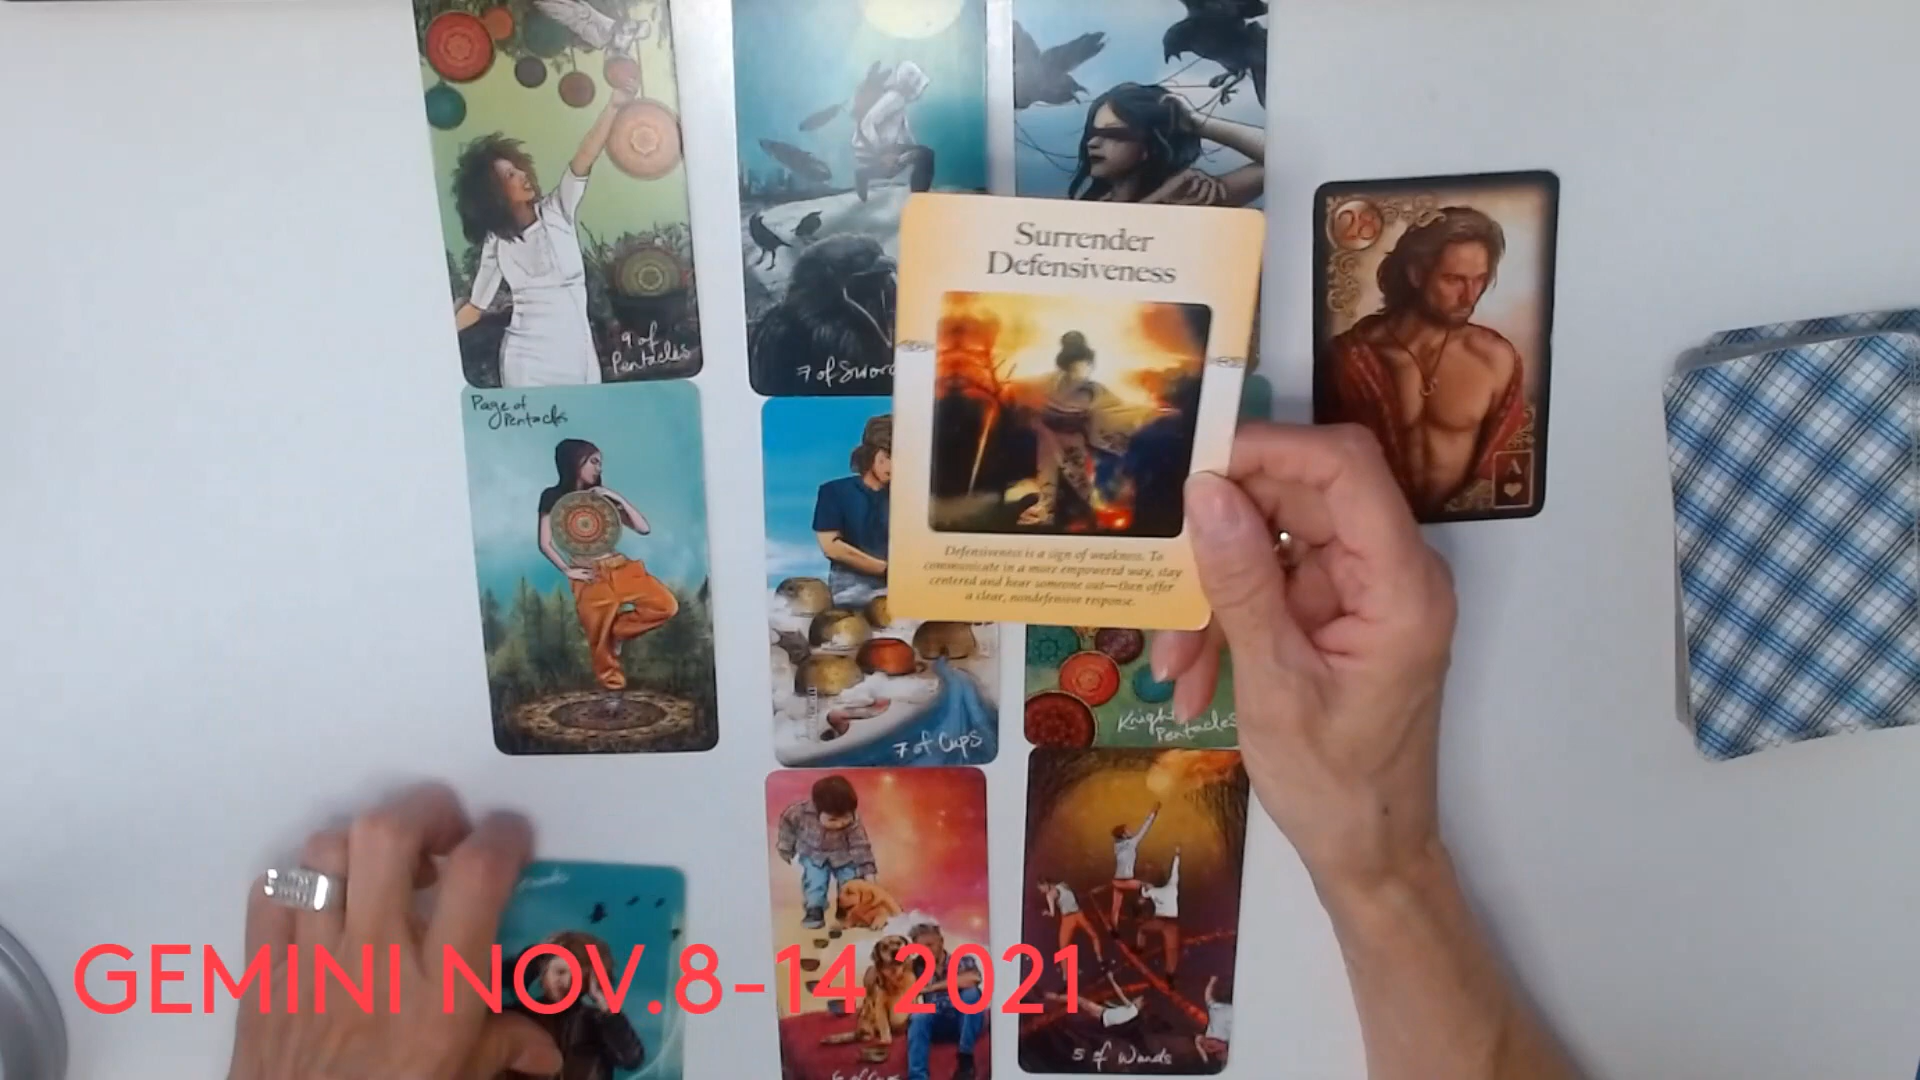 9 of
Pentacles
7 of Sword
Surrender
Defensiveness
Defensiveness is a sign of weakness. To
communicate in a more empowered way, stay
centered and hear someone out—then offer
a clear, nondefensive response.
28
A
Page of
Pentacles
7 of Cups
Knight
Pentacles
5 of Wands
GEMINI NOV.8-14 2021